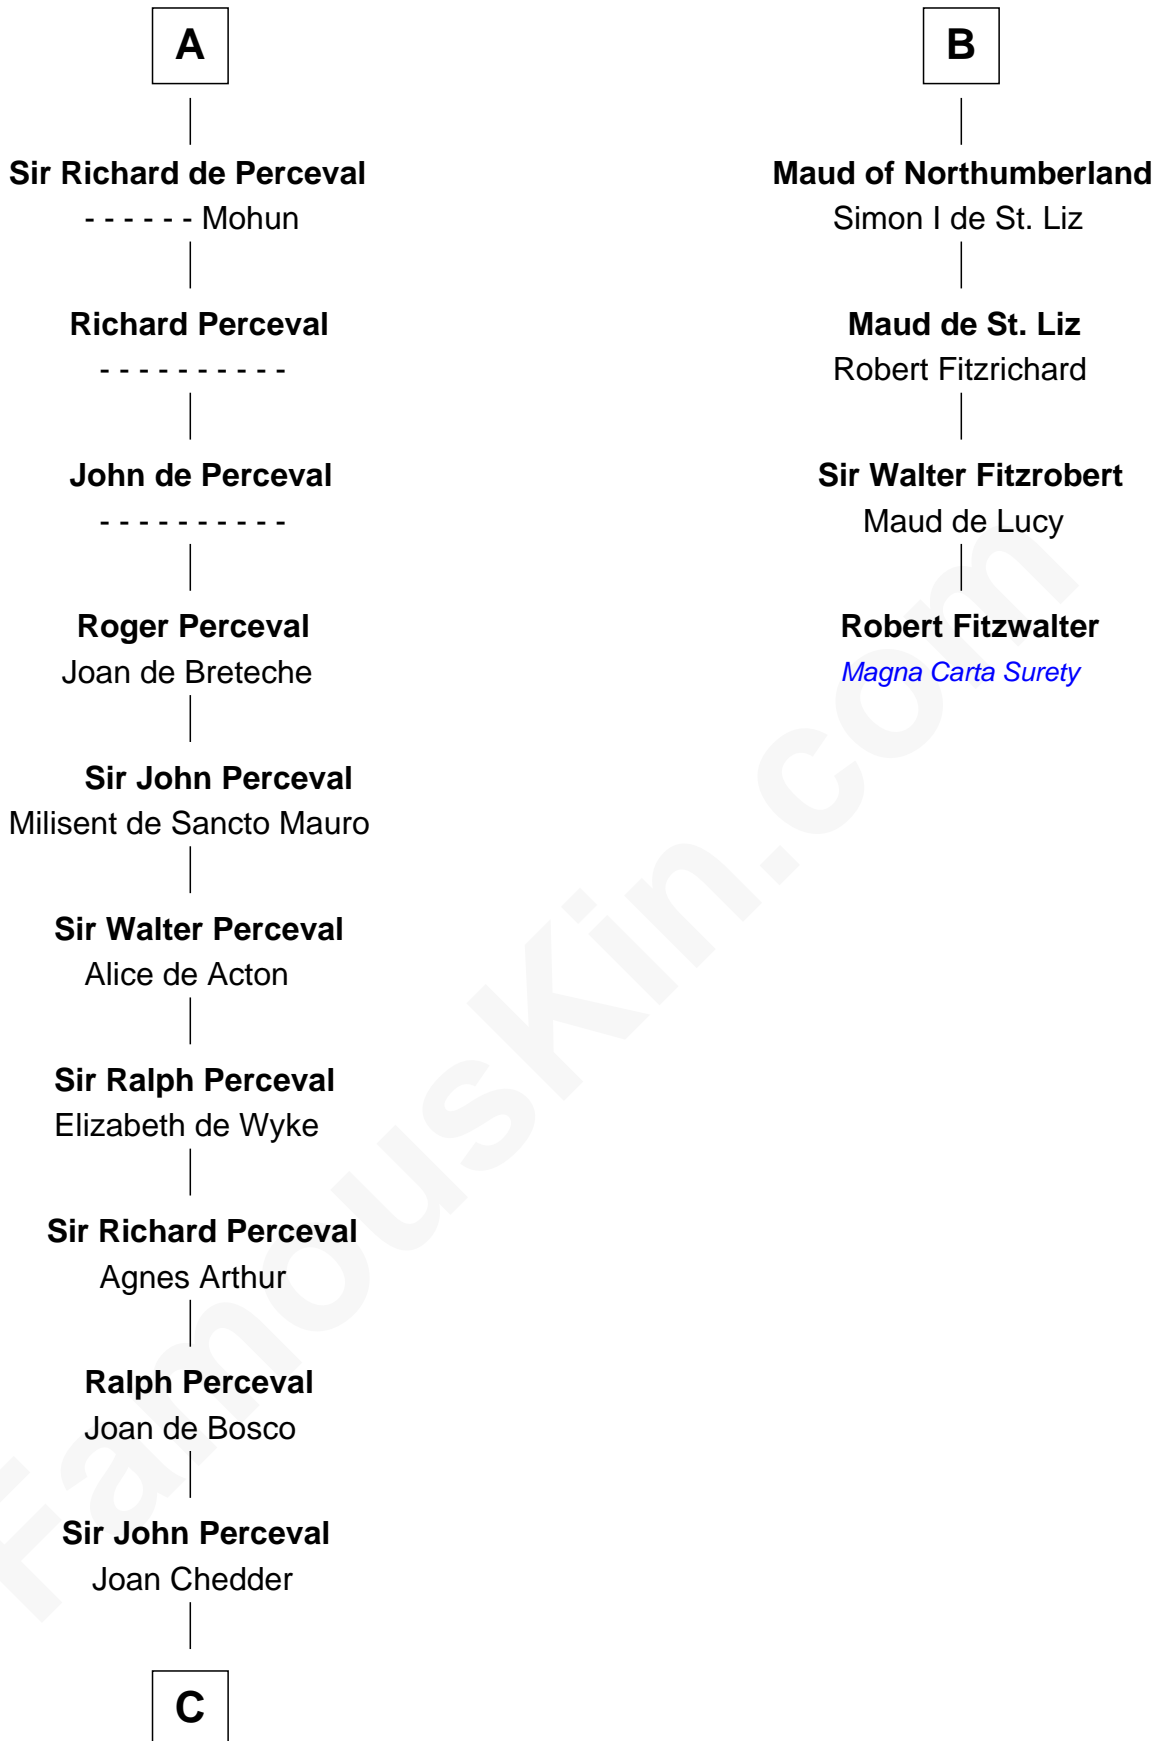 A
Sir Richard de Perceval
- - - - - - Mohun
Richard Perceval
- - - - - - - - - -
John de Perceval
- - - - - - - - - -
Roger Perceval
Joan de Breteche
Sir John Perceval
Milisent de Sancto Mauro
Sir Walter Perceval
Alice de Acton
Sir Ralph Perceval
Elizabeth de Wyke
Sir Richard Perceval
Agnes Arthur
Ralph Perceval
Joan de Bosco
Sir John Perceval
Joan Chedder
C
B
Maud of Northumberland
Simon I de St. Liz
Maud de St. Liz
Robert Fitzrichard
Sir Walter Fitzrobert
Maud de Lucy
Robert Fitzwalter
Magna Carta Surety
FamousKin.com